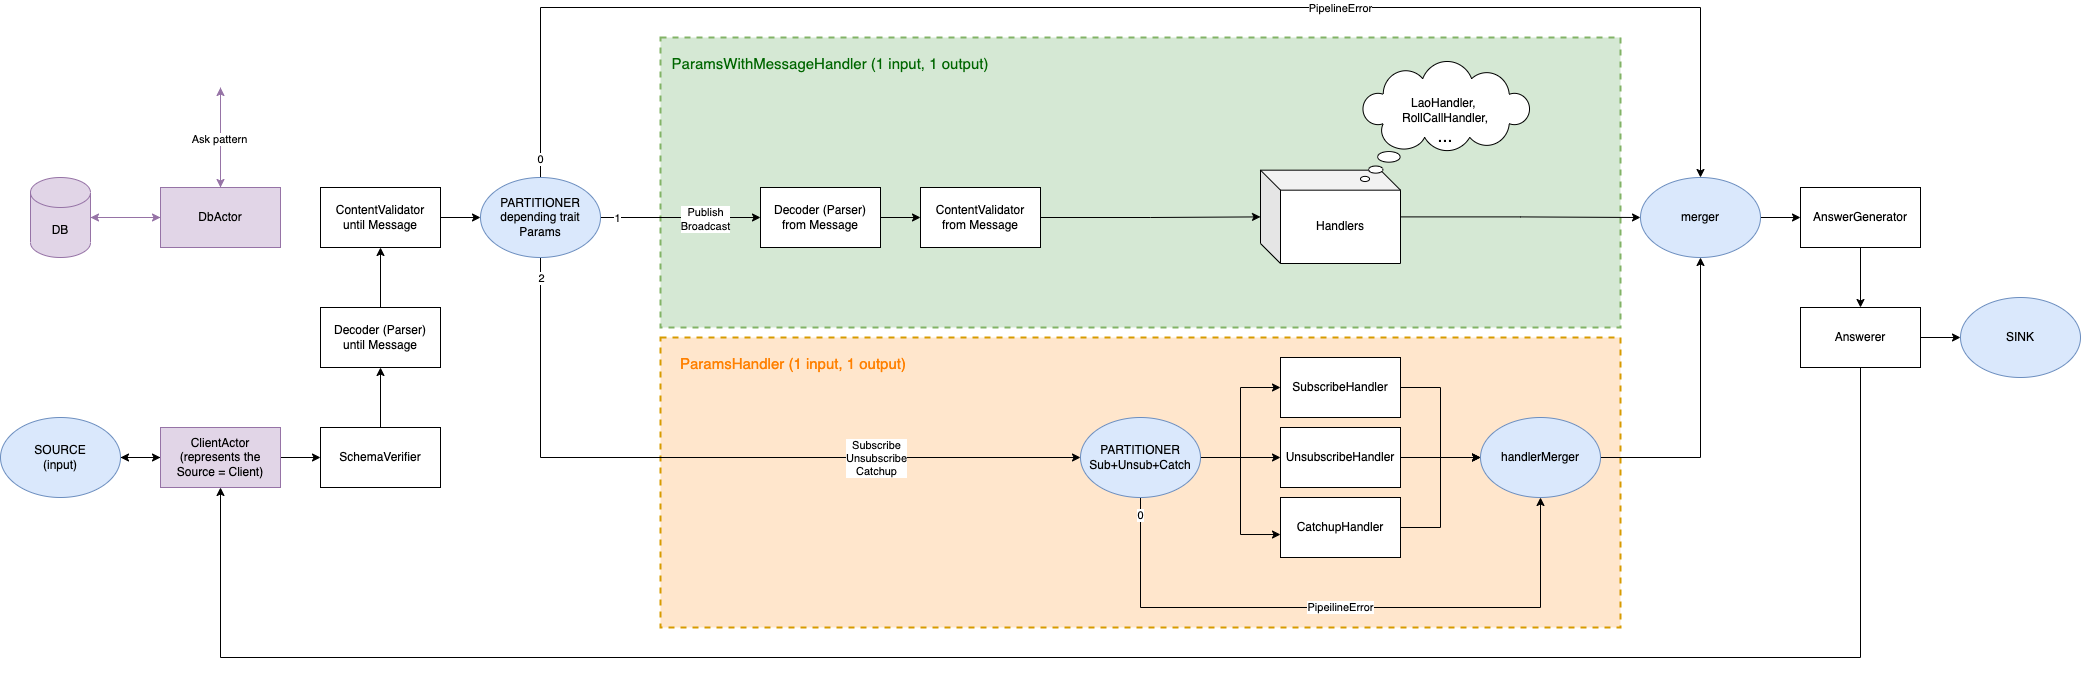 PipelineError
ParamsWithMessageHandler (1 input, 1 output)
LaoHandler,
RollCallHandler,
...
Ask pattern
0
DB
DbActor
ContentValidator
until Message
PARTITIONER
depending trait
Params
1
Publish
Broadcast
Decoder (Parser)
from Message
ContentValidator
from Message
Handlers
merger
AnswerGenerator
2
Decoder (Parser)
until Message
Answerer
SINK
ParamsHandler (1 input, 1 output)
SubscribeHandler
SOURCE
(input)
ClientActor
(represents the
Source = Client)
SchemaVerifier
Subscribe
Unsubscribe
Catchup
PARTITIONER
Sub+Unsub+Catch
UnsubscribeHandler
handlerMerger
CatchupHandler
0
PipeilineError